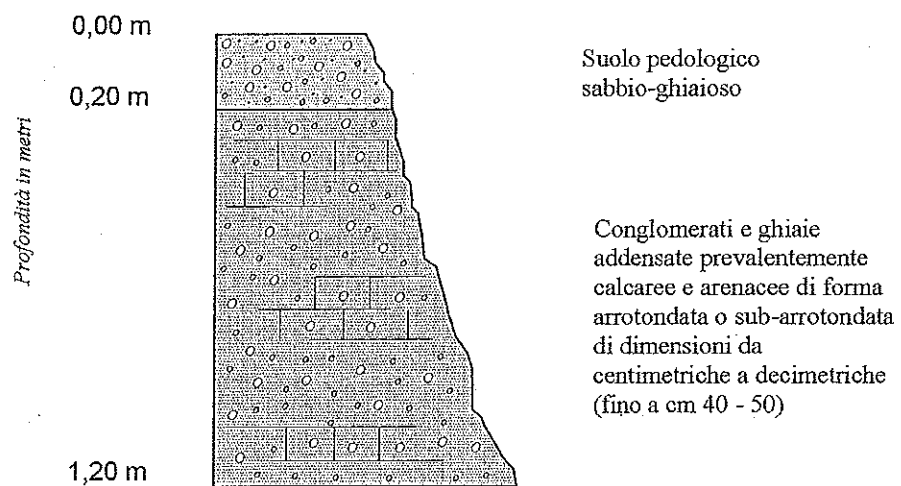 0,00 m
Suolo pedologico
sabbio-ghiaioso
0,20 m
Profondità in metri
Conglomerati e ghiaie
addensate prevalentemente
calcaree e arenacee di forma
arrotondata o sub-arrotondata
di dimensioni da
centimetriche a decimetriche
(fino a cm 40 - 50)
1,20 m